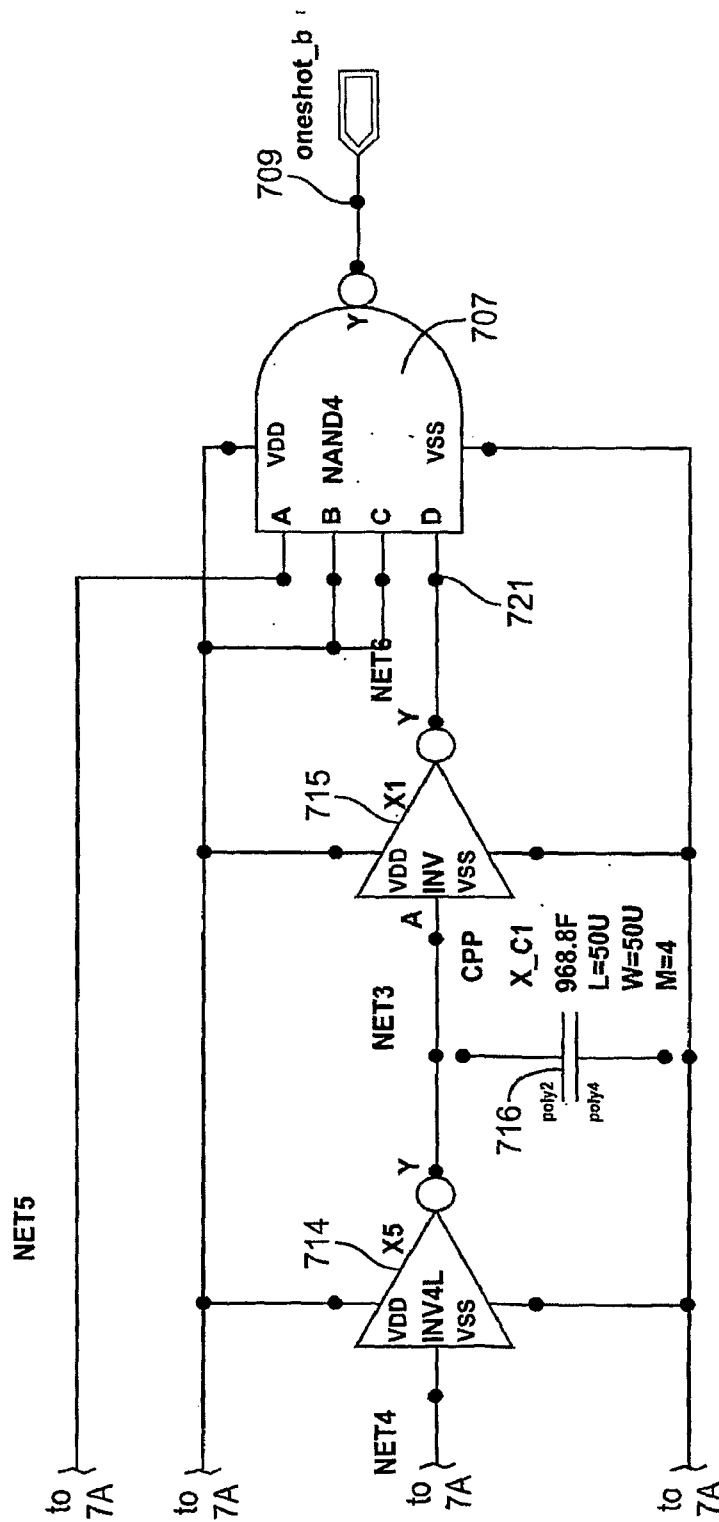 NET5
to
7A
to
7A
NET4
to
7A
to
7A
714
X5
VDD
INV4L
VSS
Y
NET3
716
poly2
poly4
CPP
X_C1
968.8F
L=50U
W=50U
M=4
A
715
X1
VDD
INV
VSS
Y
NET6
721
A
B
C
D
VDD
NAND4
VSS
Y
707
709
oneshot_b